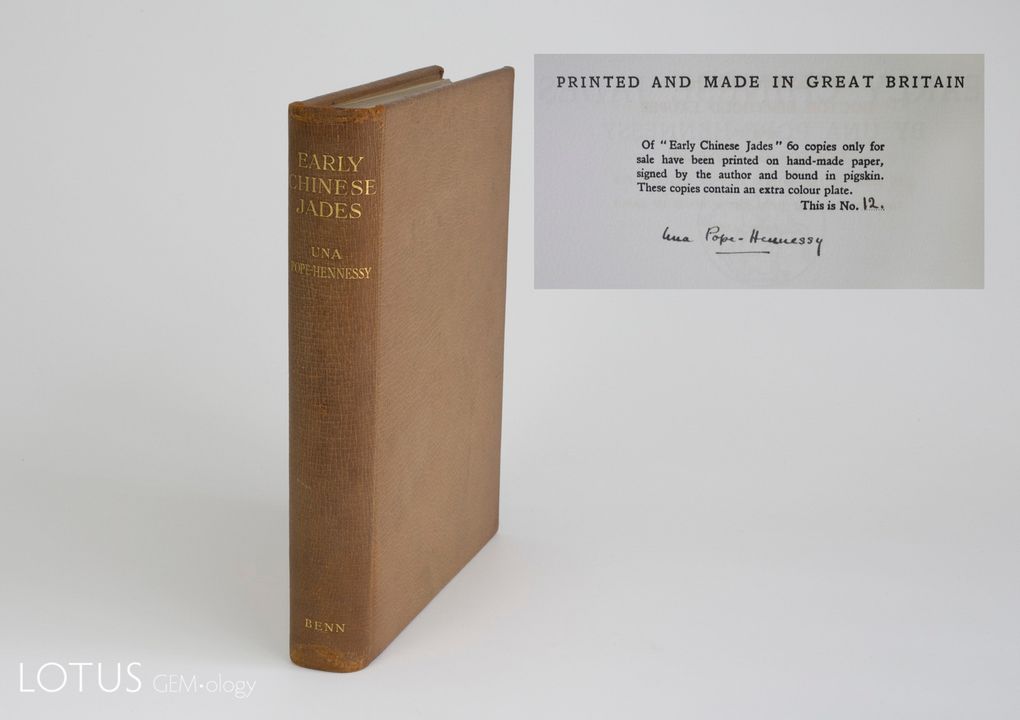 EARLY
CHINESE
JADES
UNA
POPE-HENNESSY
BENN
PRINTED AND MADE IN GREAT BRITAIN
Of "Early Chinese Jades" 60 copies only for
sale have been printed on hand-made paper,
signed by the author and bound in pigskin.
These copies contain an extra colour plate.
This is No. 12.
Una Pope-Hennessy
LOTUS GEM•ology